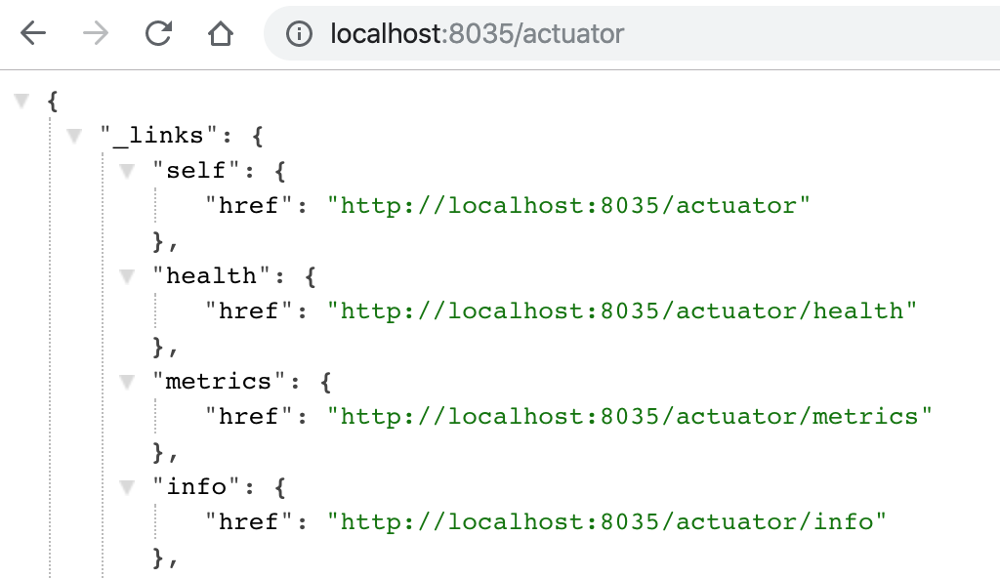 localhost:8035/actuator
{
"_links": {
"self": {
"href": "http://localhost:8035/actuator"
},
"health": {
"href": "http://localhost:8035/actuator/health"
},
"metrics": {
"href": "http://localhost:8035/actuator/metrics"
},
"info": {
"href": "http://localhost:8035/actuator/info"
},